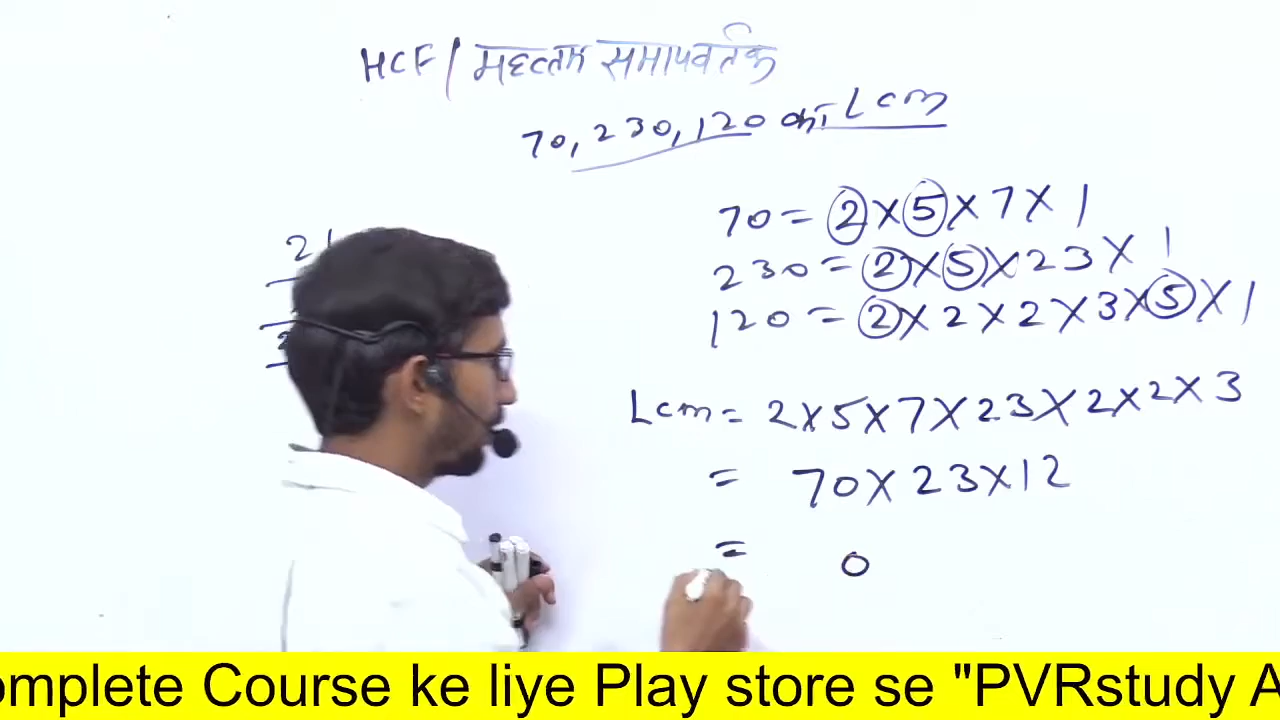 HCF / महत्तम समापवर्तक
70, 230, 120 का Lcm
70 = 2 X 5 X 7 X 1
230 = 2 X 5 X 23 X 1
120 = 2 X 2 X 2 X 3 X 5 X 1
Lcm = 2 X 5 X 7 X 23 X 2 X 2 X 3
= 70 X 23 X 12
= 0
omplete Course ke liye Play store se "PVRstudy A